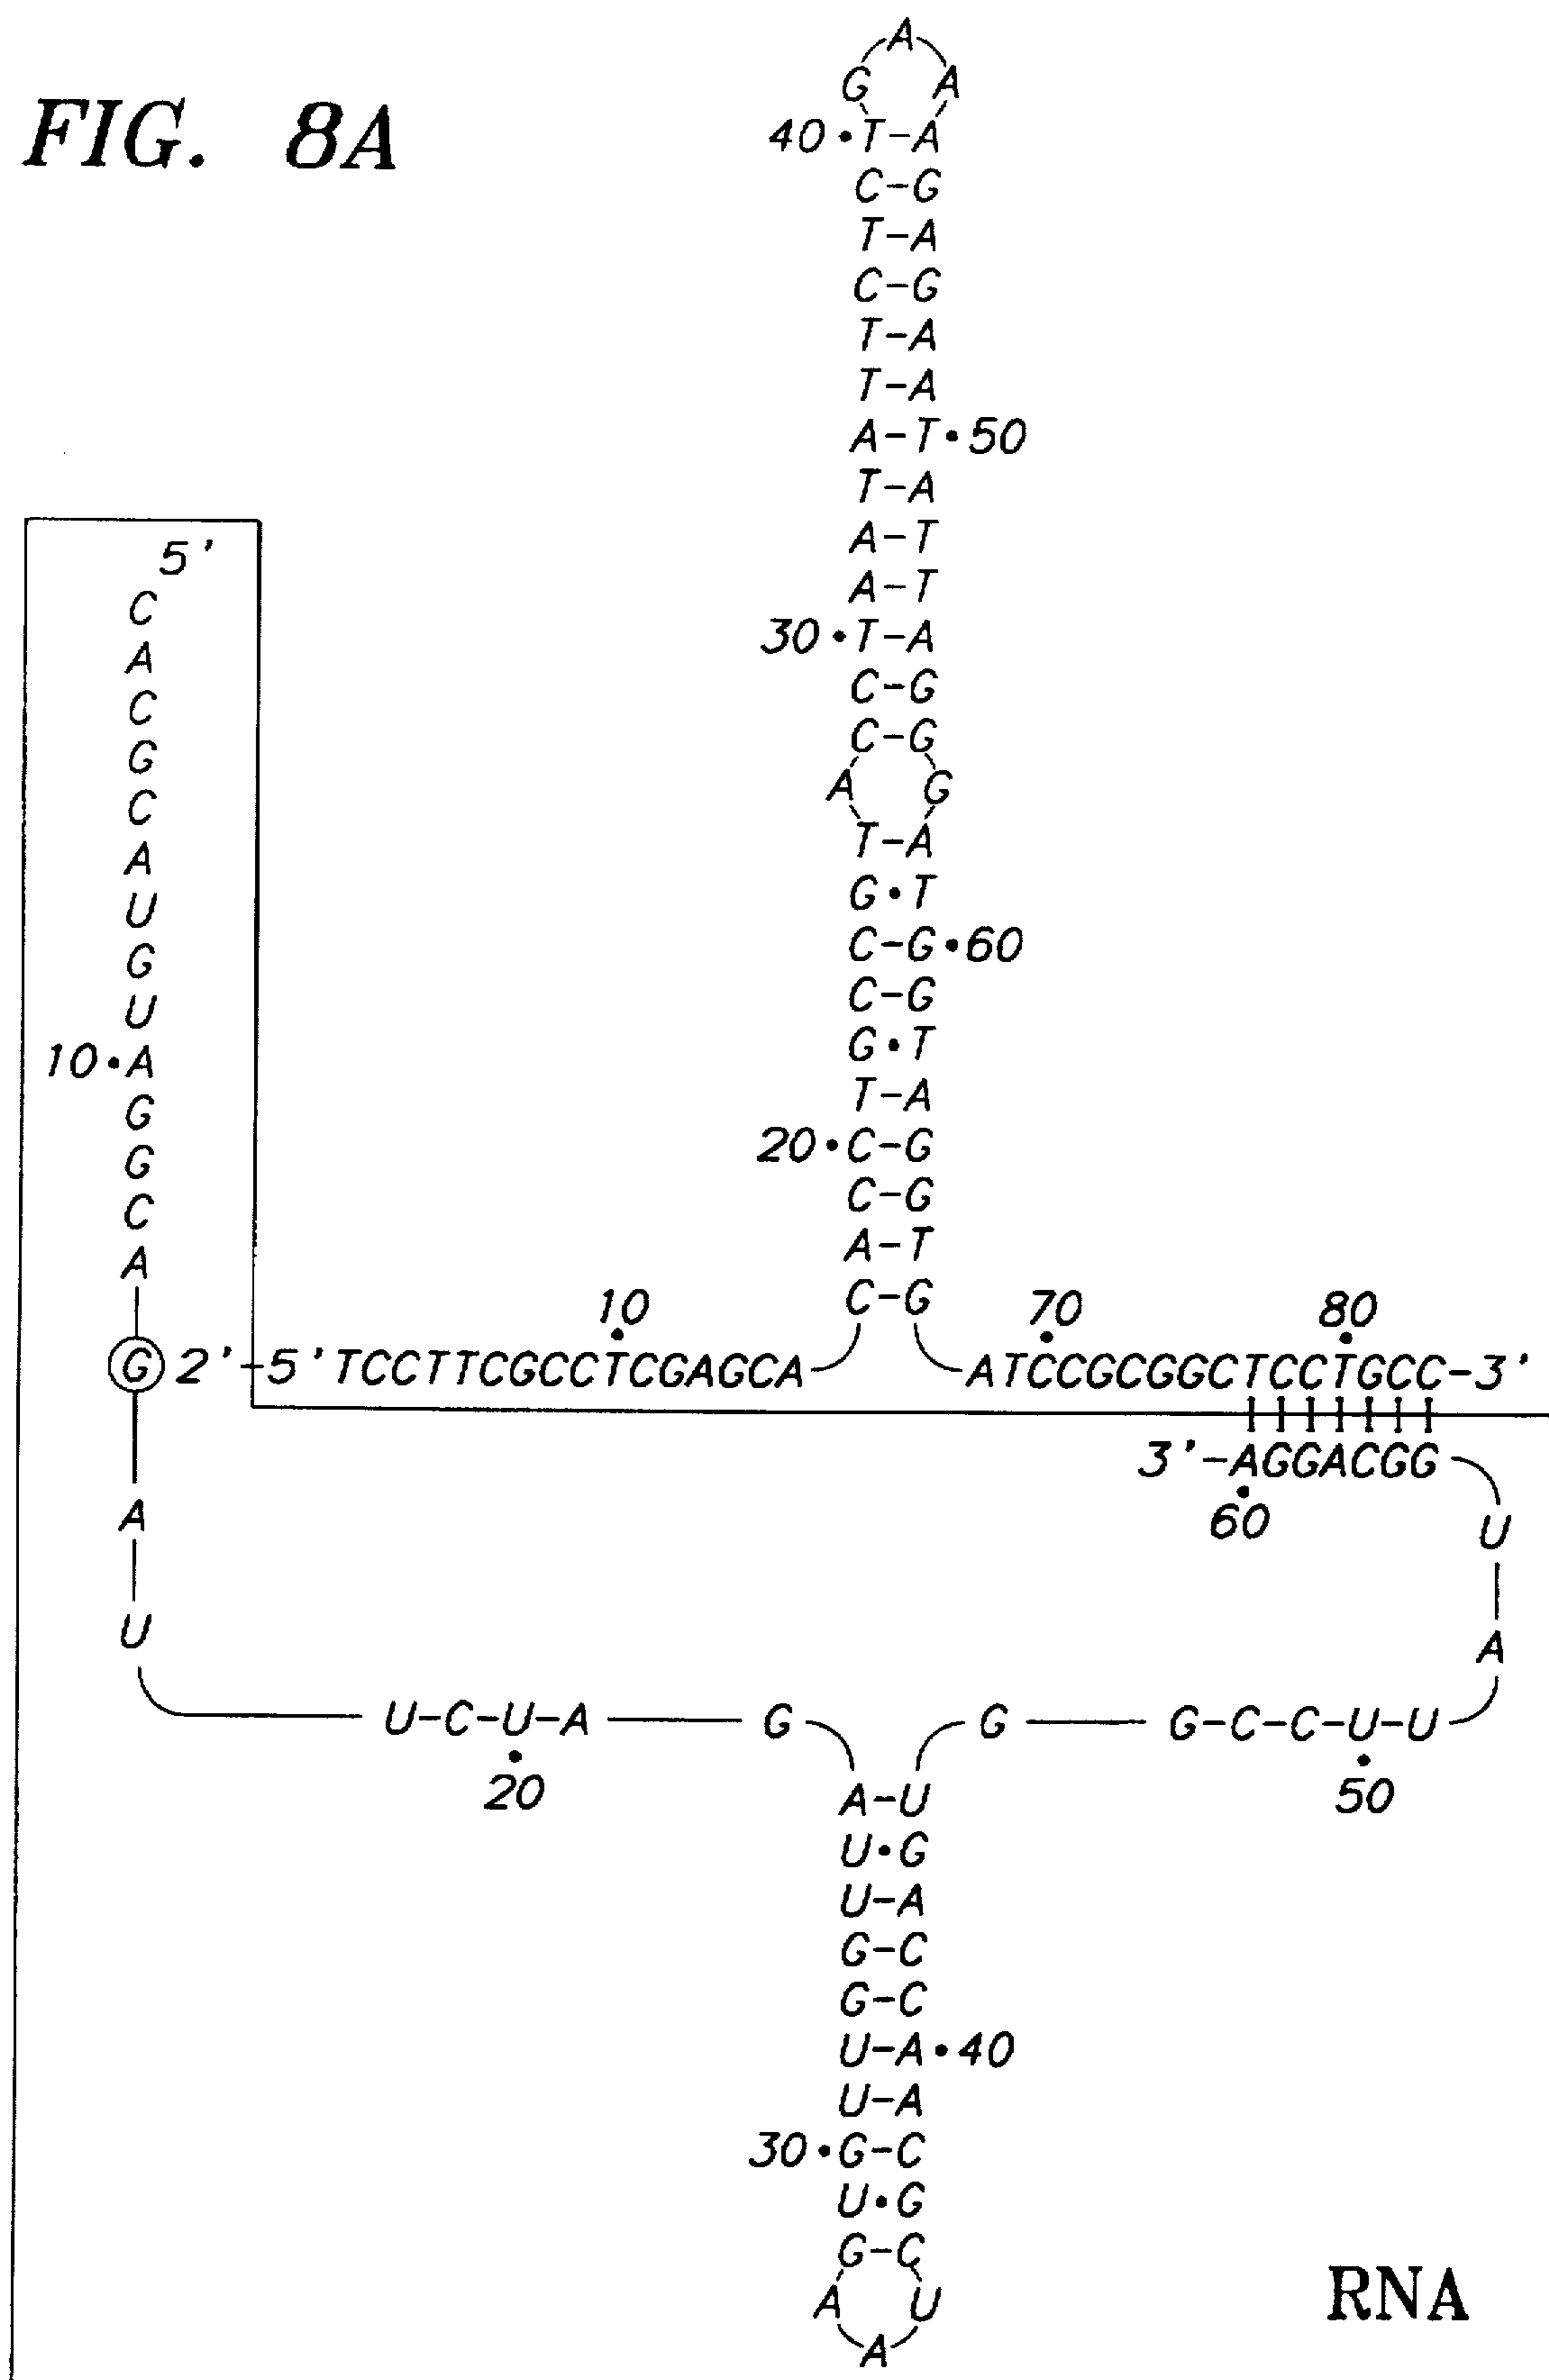 A
G A
FIG. 8A
40•T-A
C-G
T-A
C-G
T-A
T-A
A-T•50
T-A
A-T
A-T
30•T-A
C-G
C-G
A G
T-A
G•T
C-G•60
C-G
G•T
T-A
20•C-G
C-G
A-T
C-G
5'
C
A
C
G
C
A
U
G
U
10•A
G
G
C
A
10 70 80
G 2'-5'TCCTTCGCCTCGAGCA ATCCGCGGCTCCTGCC-3'
3'-AGGACGG
60
A
U
U
A
U-C-U-A G G G-C-C-U-U
20 50
A-U
U•G
U-A
G-C
G-C
U-A•40
U-A
30•G-C
U•G
G-C
A U
A
RNA